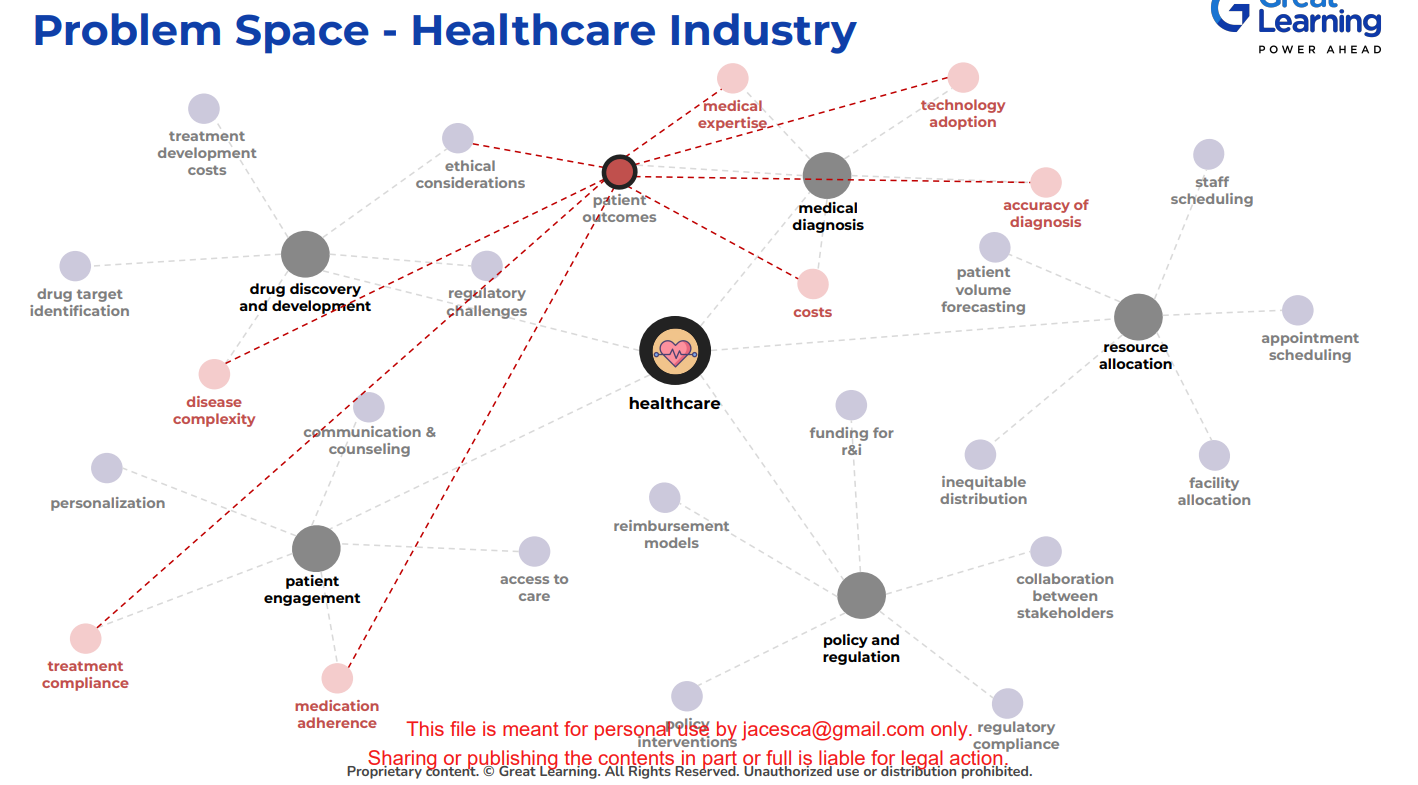 Problem Space - Healthcare Industry
Great
Learning
POWER AHEAD
medical
expertise
technology
adoption
treatment
development
costs
ethical
considerations
patient
outcomes
medical
diagnosis
accuracy of
diagnosis
staff
scheduling
drug target
identification
drug discovery
and development
regulatory
challenges
costs
patient
volume
forecasting
resource
allocation
appointment
scheduling
disease
complexity
communication &
counseling
healthcare
funding for
r&i
inequitable
distribution
facility
allocation
personalization
reimbursement
models
patient
engagement
access to
care
collaboration
between
stakeholders
policy and
regulation
treatment
compliance
medication
adherence
policy
interventions
regulatory
compliance
This file is meant for personal use by jacesca@gmail.com only.
Sharing or publishing the contents in part or full is liable for legal action.
Proprietary content. © Great Learning. All Rights Reserved. Unauthorized use or distribution prohibited.